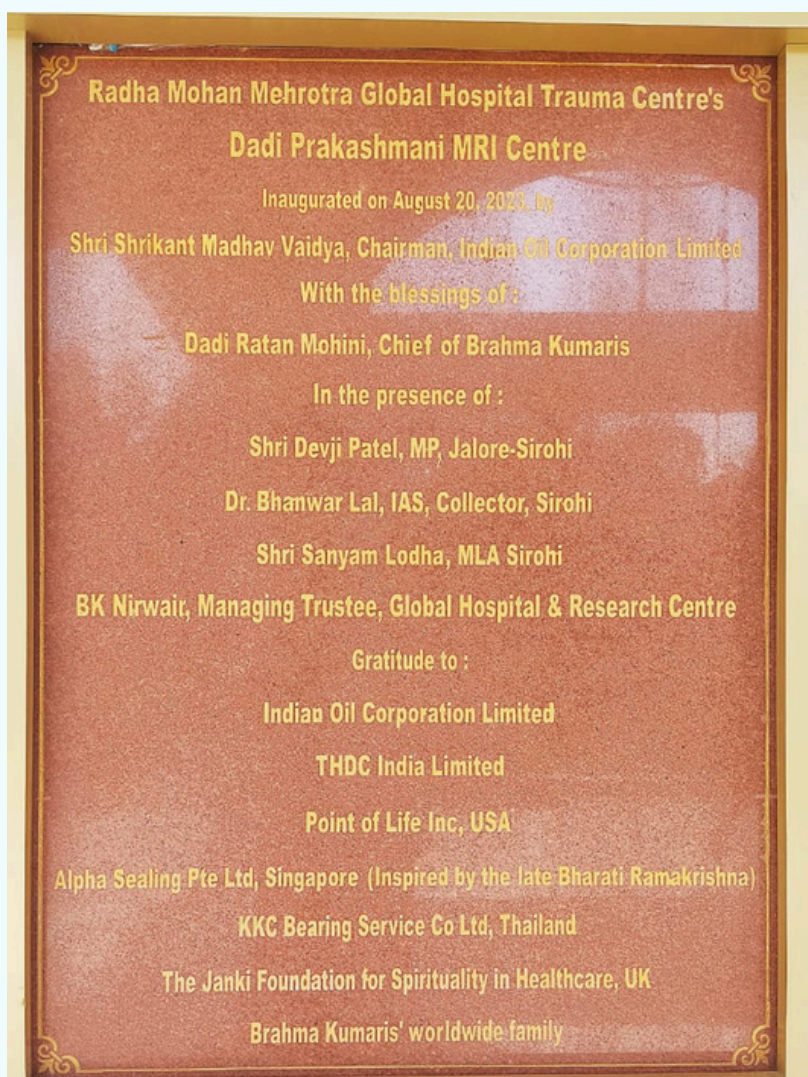 Radha Mohan Mehrotra Global Hospital Trauma Centre's
Dadi Prakashmani MRI Centre
Inaugurated on August 20, 2023, by
Shri Shrikant Madhav Vaidya, Chairman, Indian Oil Corporation Limited
With the blessings of :
Dadi Ratan Mohini, Chief of Brahma Kumaris
In the presence of :
Shri Devji Patel, MP, Jalore-Sirohi
Dr. Bhanwar Lal, IAS, Collector, Sirohi
Shri Sanyam Lodha, MLA Sirohi
BK Nirwair, Managing Trustee, Global Hospital & Research Centre
Gratitude to :
Indian Oil Corporation Limited
THDC India Limited
Point of Life Inc, USA
Alpha Sealing Pte Ltd, Singapore (Inspired by the late Bharati Ramakrishna)
KKC Bearing Service Co Ltd, Thailand
The Janki Foundation for Spirituality in Healthcare, UK
Brahma Kumaris' worldwide family